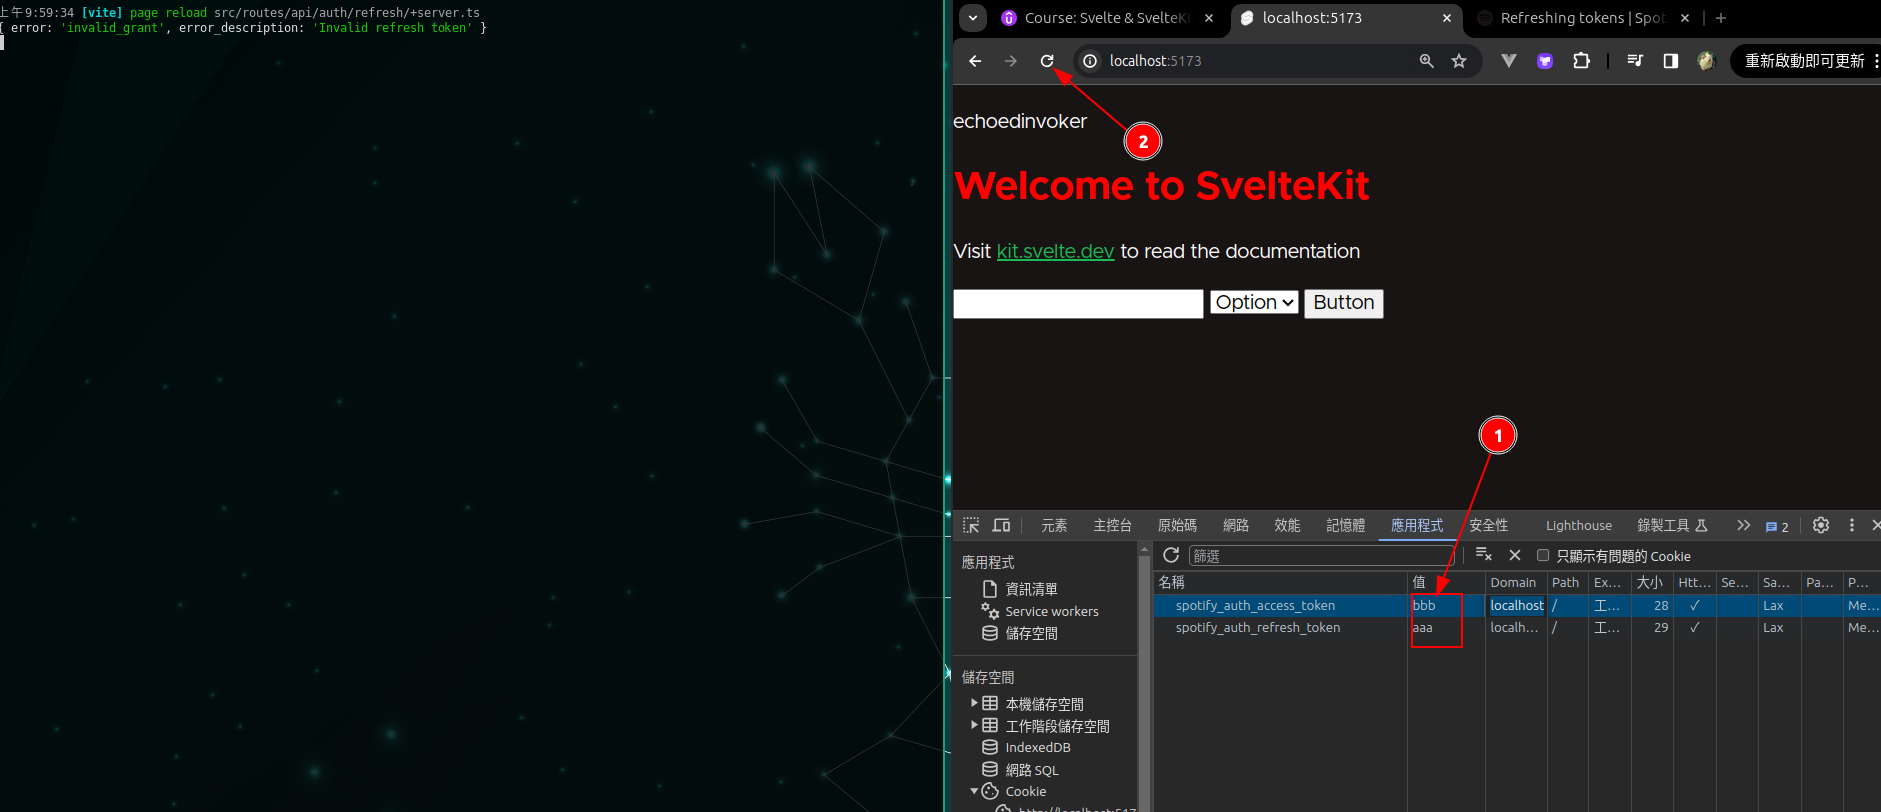 上午9:59:34 [vite] page reload src/routes/api/auth/refresh/+server.ts
{ error: 'invalid_grant', error_description: 'Invalid refresh token' }
Course: Svelte & SvelteKi
localhost:5173
Refreshing tokens | Spot
localhost:5173
重新啟動即可更新
echoedinvoker
2
Welcome to SvelteKit
Visit kit.svelte.dev to read the documentation
Option
Button
1
元素 主控台 原始碼 網路 效能 記憶體 應用程式 安全性 Lighthouse 錄製工具 2
應用程式
資訊清單
Service workers
儲存空間
儲存空間
本機儲存空間
工作階段儲存空間
IndexedDB
網路 SQL
Cookie
http://localhost:517
篩選
只顯示有問題的 Cookie
名稱 值 Domain Path Ex... 大小 Htt... Se... Sa... Pa... P...
spotify_auth_access_token bbb localhost / 工... 28 ✓ Lax Me...
spotify_auth_refresh_token aaa localh... / 工... 29 ✓ Lax Me...